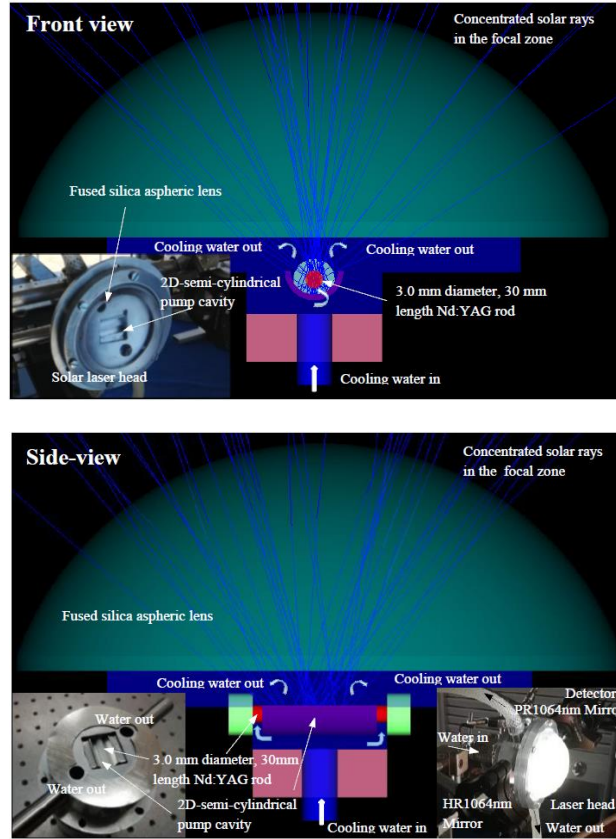 Front view
Concentrated solar rays
in the focal zone
Fused silica aspheric lens
Cooling water out
Cooling water out
2D-semi-cylindrical
pump cavity
3.0 mm diameter, 30 mm
length Nd:YAG rod
Solar laser head
Cooling water in
Side-view
Concentrated solar rays
in the focal zone
Fused silica aspheric lens
Cooling water out
Cooling water out
Detector
PR1064nm Mirror
Water out
Water in
3.0 mm diameter, 30mm
length Nd:YAG rod
Water out
2D-semi-cylindrical
pump cavity
HR1064nm
Mirror
Laser head
Water out
Cooling water in